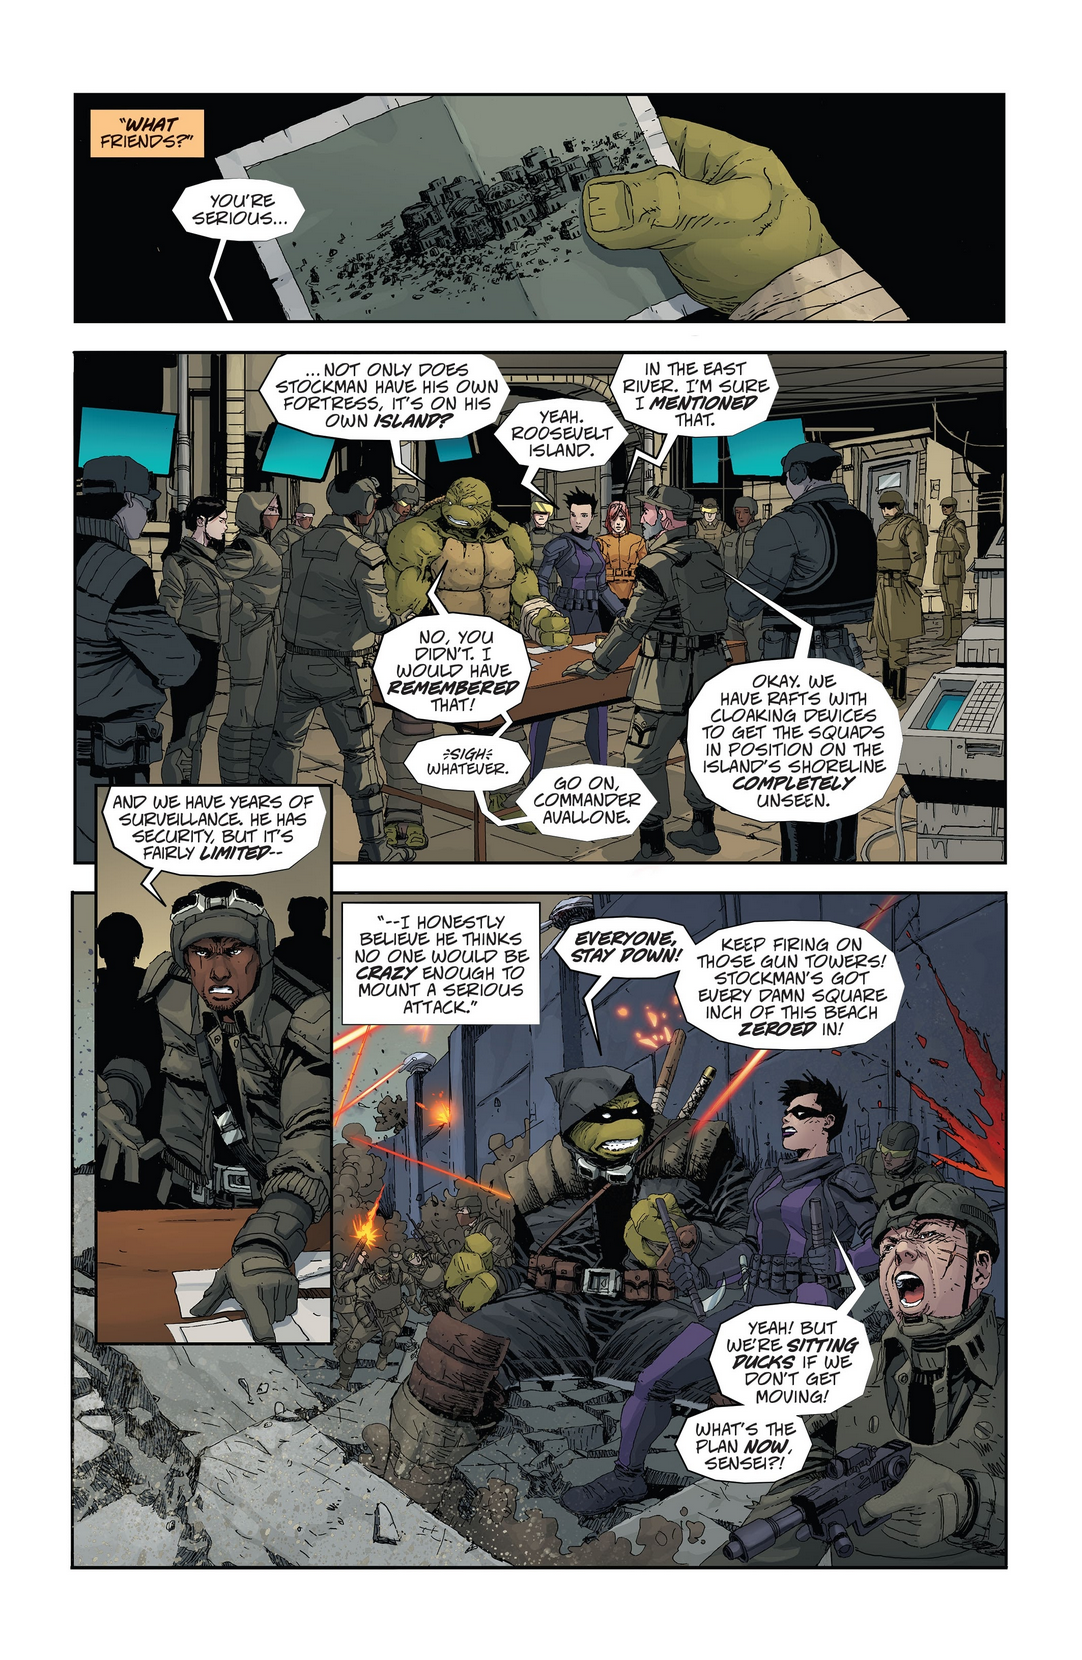 "WHAT
FRIENDS?"
YOU'RE
SERIOUS...
...NOT ONLY DOES
STOCKMAN HAVE HIS OWN
FORTRESS, IT'S ON HIS
OWN ISLAND?
YEAH.
ROOSEVELT
ISLAND.
IN THE EAST
RIVER. I'M SURE
I MENTIONED
THAT.
NO, YOU
DIDN'T. I
WOULD HAVE
REMEMBERED
THAT!
SIGH
WHATEVER.
GO ON,
COMMANDER
AVALLONE.
OKAY. WE
HAVE RAFTS WITH
CLOAKING DEVICES
TO GET THE SQUADS
IN POSITION ON THE
ISLAND'S SHORELINE
COMPLETELY
UNSEEN.
AND WE HAVE YEARS OF
SURVEILLANCE. HE HAS
SECURITY, BUT IT'S
FAIRLY LIMITED--
"--I HONESTLY
BELIEVE HE THINKS
NO ONE WOULD BE
CRAZY ENOUGH TO
MOUNT A SERIOUS
ATTACK."
EVERYONE,
STAY DOWN!
KEEP FIRING ON
THOSE GUN TOWERS!
STOCKMAN'S GOT
EVERY DAMN SQUARE
INCH OF THIS BEACH
ZEROED IN!
YEAH! BUT
WE'RE SITTING
DUCKS IF WE
DON'T GET
MOVING!
WHAT'S THE
PLAN NOW,
SENSEI?!